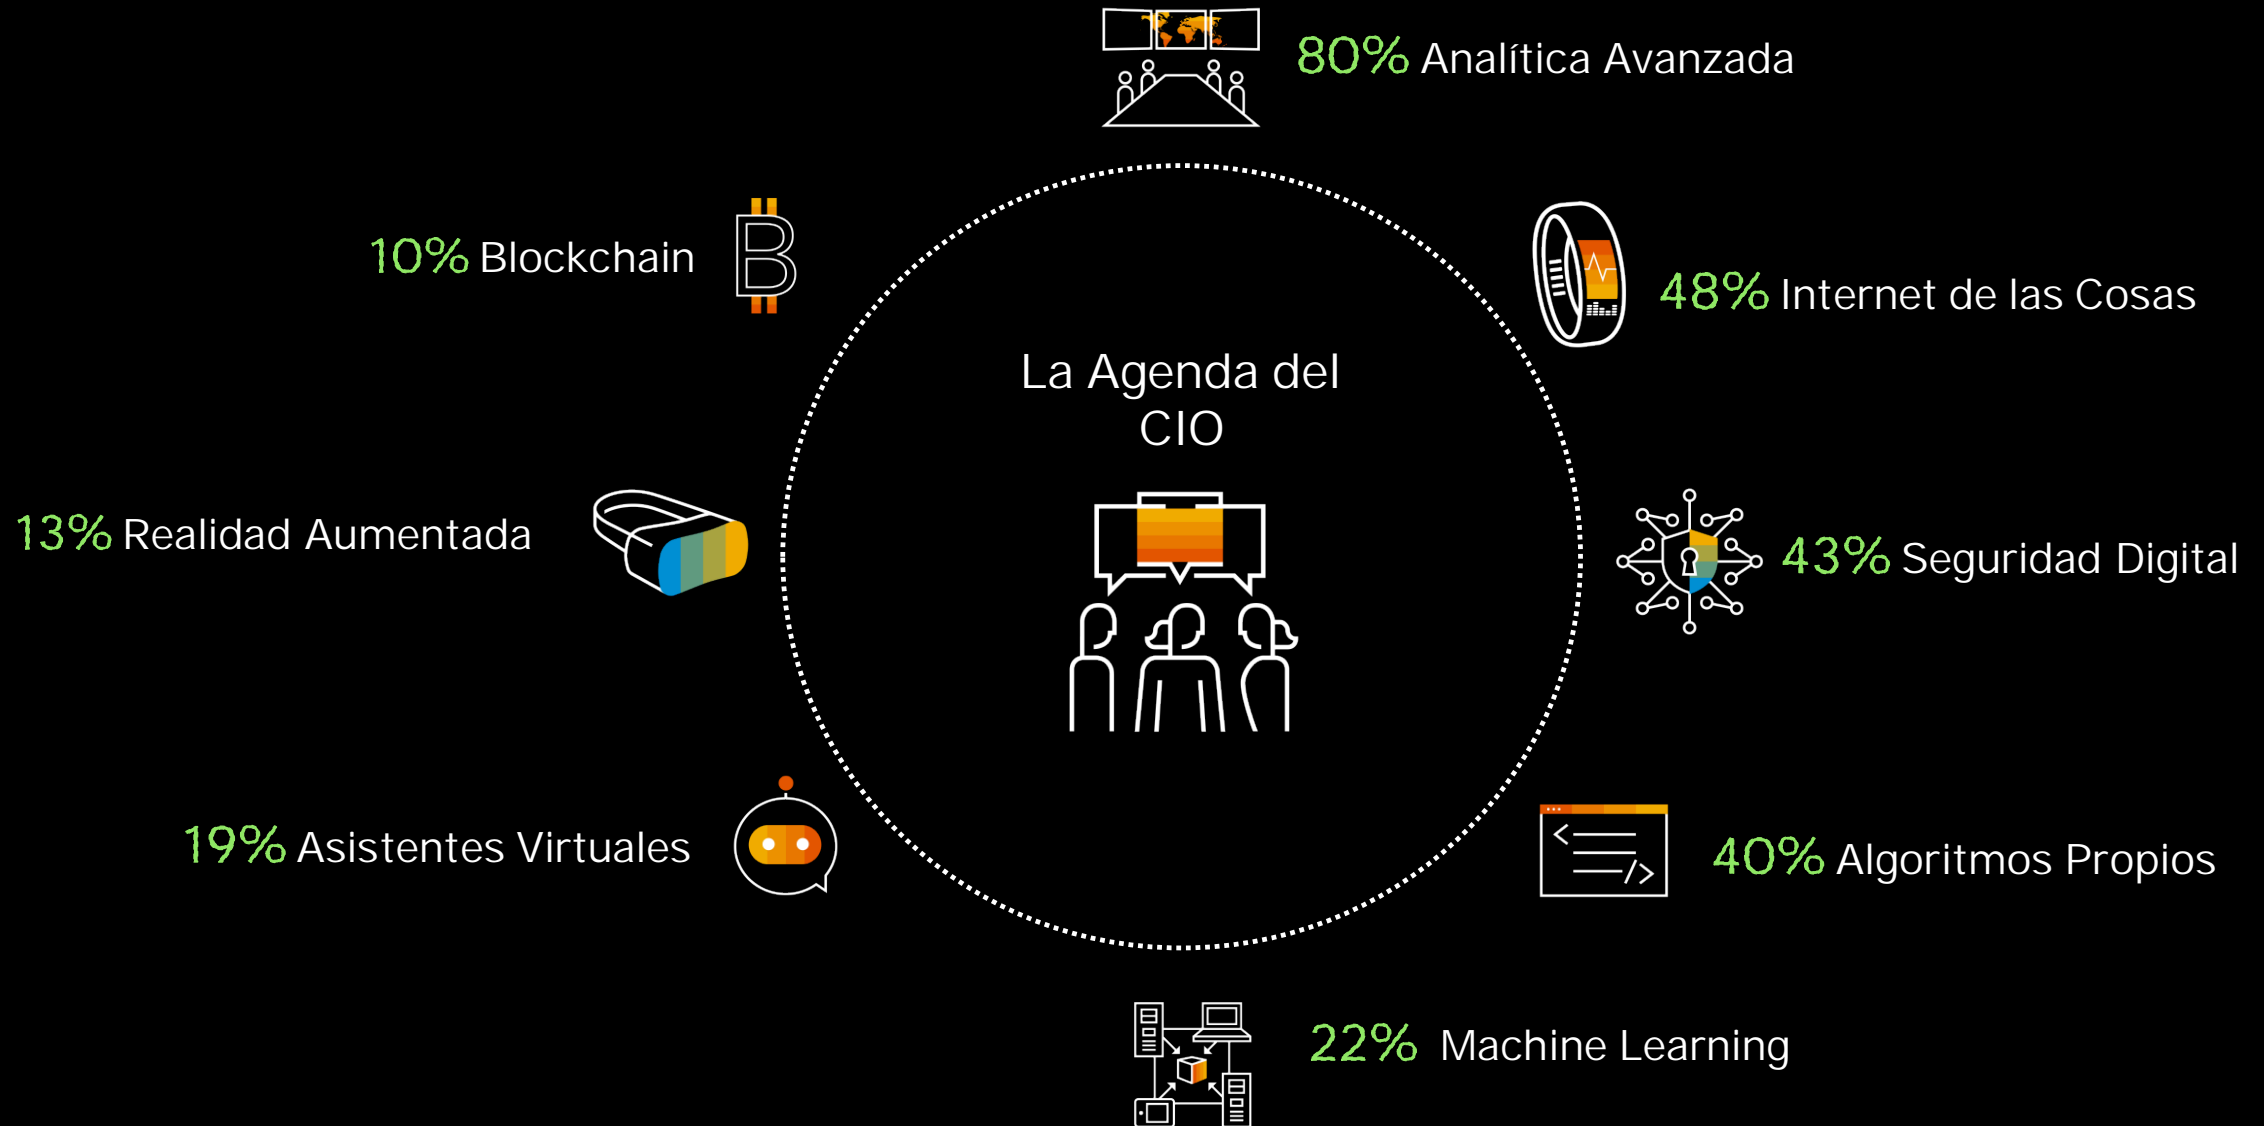 80% Analítica Avanzada
10% Blockchain
48% Internet de las Cosas
La Agenda del
CIO
13% Realidad Aumentada
43% Seguridad Digital
19% Asistentes Virtuales
40% Algoritmos Propios
22% Machine Learning